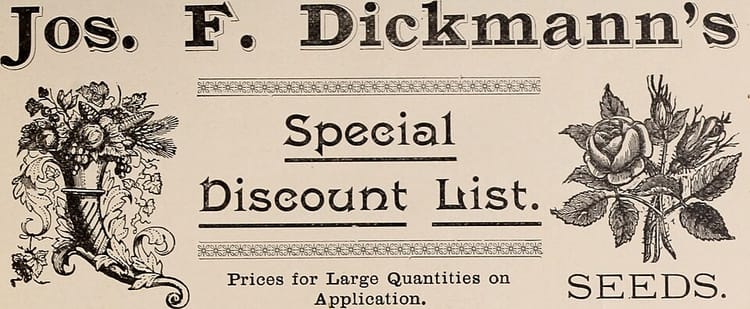 Jos. F. Dickmann's
Special
Discount List.
Prices for Large Quantities on
Application.
SEEDS.